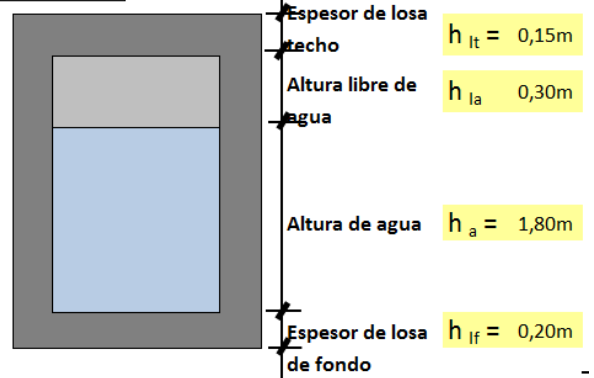 Espesor de losa
techo
h lt = 0,15m
Altura libre de
agua
h la 0,30m
Altura de agua
h a = 1,80m
Espesor de losa
de fondo
h lf = 0,20m